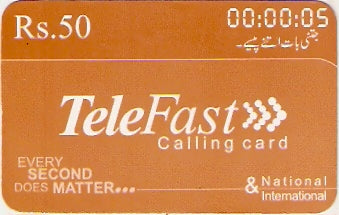 Rs.50
00:00:05
جتنی بات اتنے پیسے۔
TeleFast
Calling card
EVERY
SECOND
DOES MATTER...
& National
International